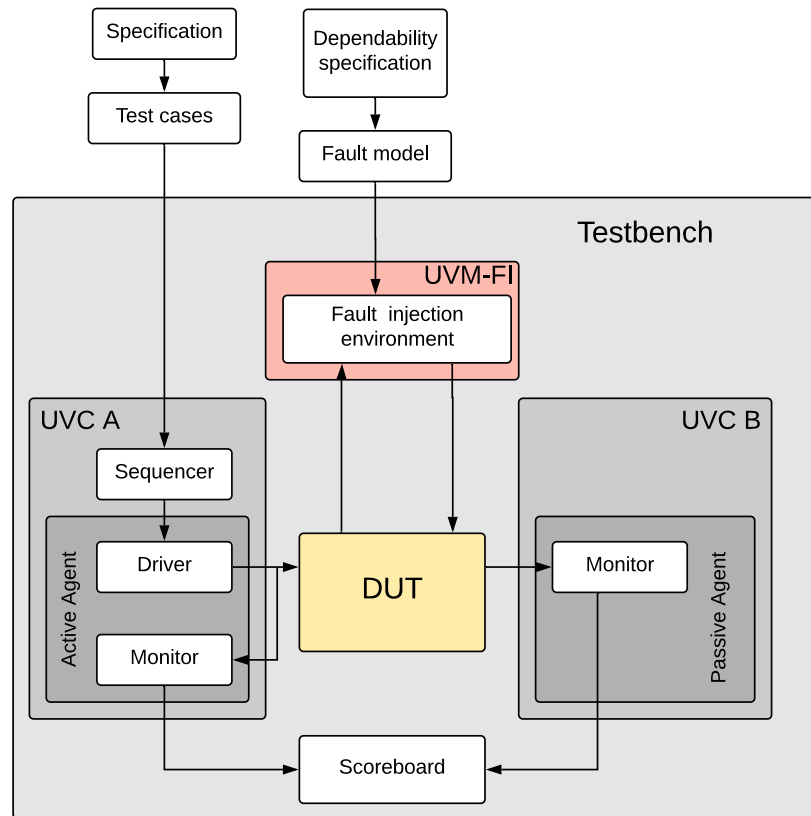 Specification
Dependability
specification
Test cases
Fault model
Testbench
UVM-FI
Fault injection
environment
UVC A
UVC B
Sequencer
Active Agent
Driver
DUT
Monitor
Passive Agent
Monitor
Scoreboard